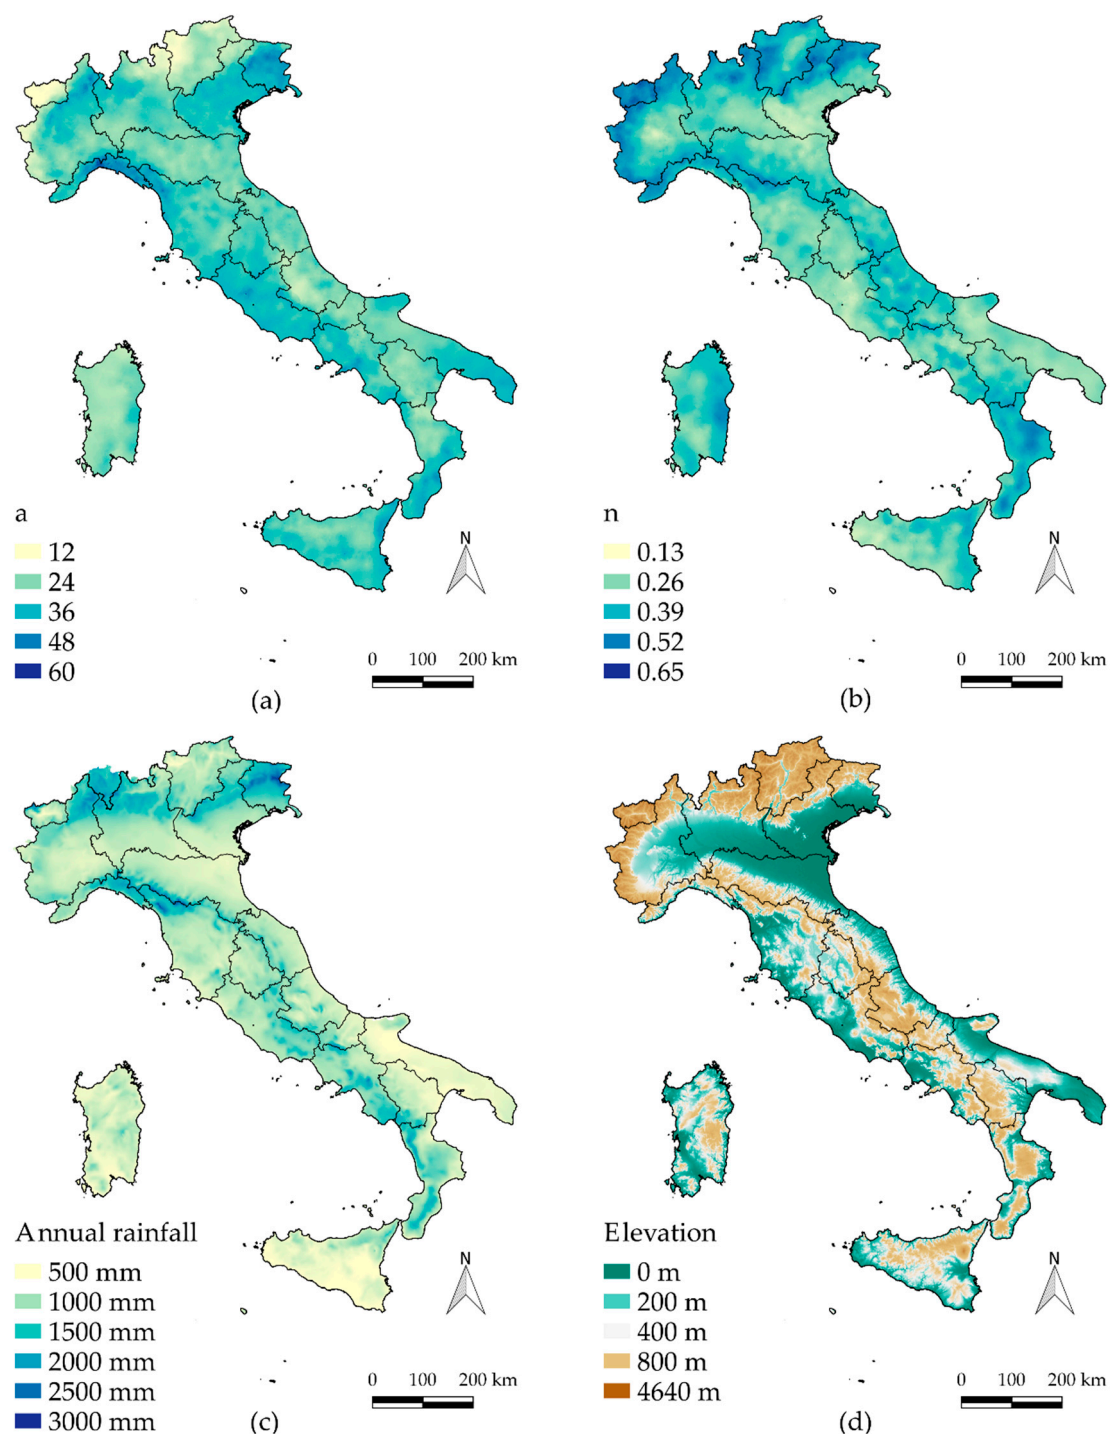 a
12
24
36
48
60
N
0 100 200 km
(a)
n
0.13
0.26
0.39
0.52
0.65
N
0 100 200 km
(b)
Annual rainfall
500 mm
1000 mm
1500 mm
2000 mm
2500 mm
3000 mm
N
0 100 200 km
(c)
Elevation
0 m
200 m
400 m
800 m
4640 m
N
0 100 200 km
(d)